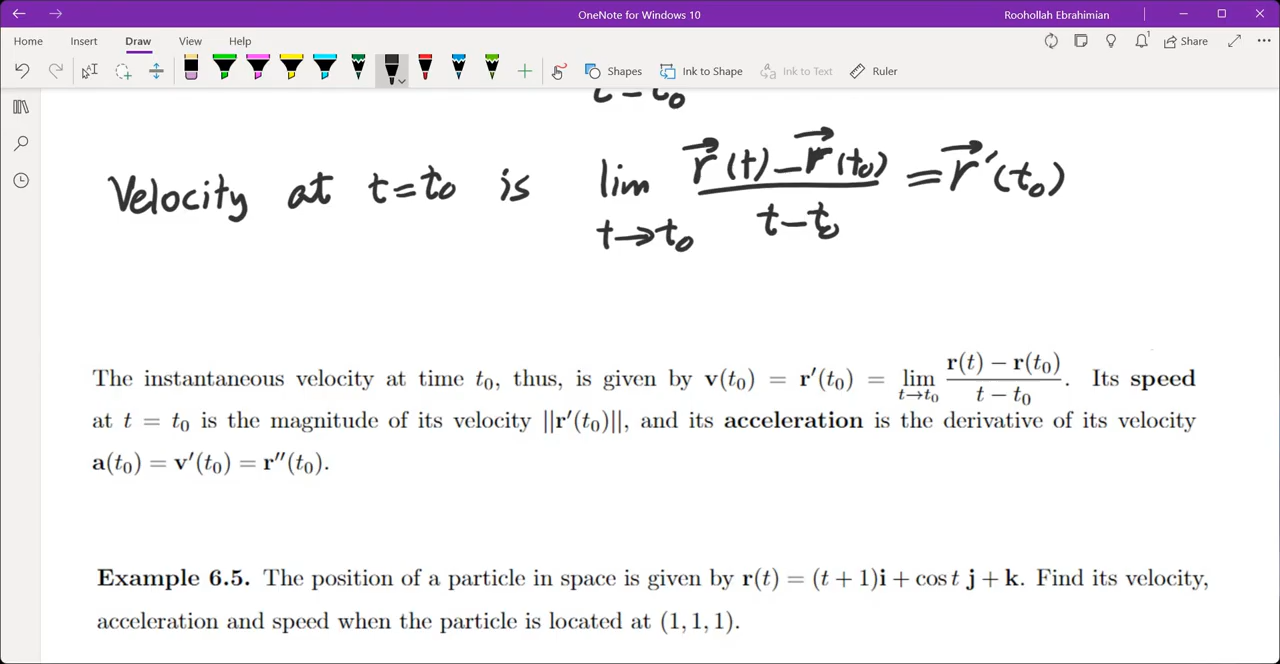 OneNote for Windows 10
Roohollah Ebrahimian
Home Insert Draw View Help
Share
Shapes Ink to Shape Ink to Text Ruler
t - t₀
Velocity at t=t₀ is lim t→t₀ (r⃗(t) - r⃗(t₀))/(t - t₀) = r⃗′(t₀)
The instantaneous velocity at time t₀, thus, is given by v(t₀) = r′(t₀) = lim t→t₀ (r(t) − r(t₀))/(t − t₀). Its speed
at t = t₀ is the magnitude of its velocity ||r′(t₀)||, and its acceleration is the derivative of its velocity
a(t₀) = v′(t₀) = r″(t₀).
Example 6.5. The position of a particle in space is given by r(t) = (t + 1)i + cos t j + k. Find its velocity,
acceleration and speed when the particle is located at (1, 1, 1).